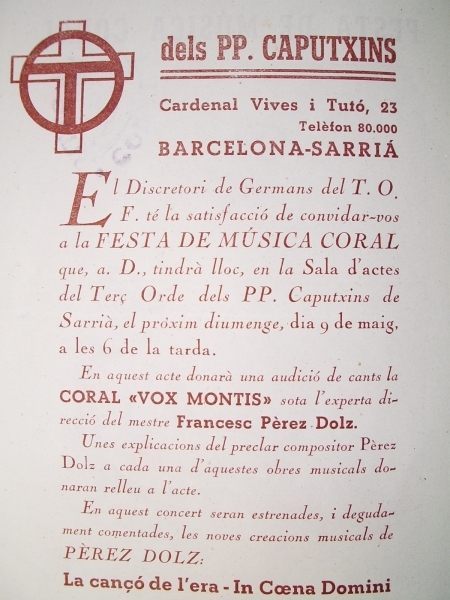 dels PP. CAPUTXINS
Cardenal Vives i Tutó, 23
Telèfon 80.000
BARCELONA-SARRIÁ
El Discretori de Germans del T. O.
F. té la satisfacció de convidar-vos
a la FESTA DE MÚSICA CORAL
que, a. D., tindrà lloc, en la Sala d'actes
del Terç Orde dels PP. Caputxins de
Sarrià, el pròxim diumenge, dia 9 de maig,
a les 6 de la tarda.
En aquest acte donarà una audició de cants la
CORAL «VOX MONTIS» sota l'experta di-
recció del mestre Francesc Pèrez Dolz.
Unes explicacions del preclar compositor Pèrez
Dolz a cada una d'aquestes obres musicals do-
naran relleu a l'acte.
En aquest concert seran estrenades, i deguda-
ment comentades, les noves creacions musicals de
PÈREZ DOLZ:
La cançó de l'era - In Cœna Domini